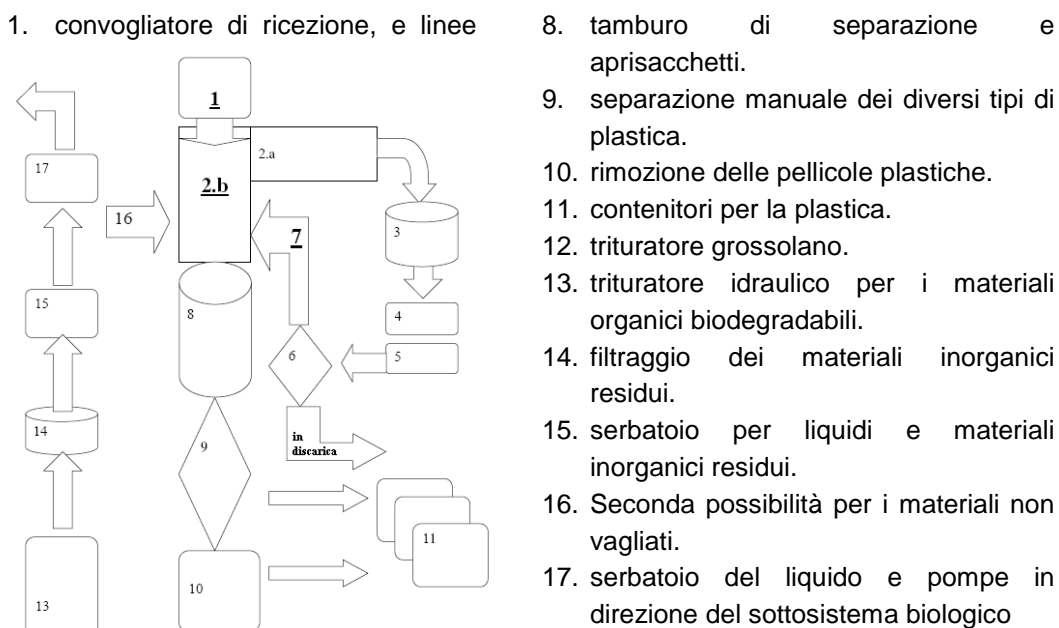 1. convogliatore di ricezione, e linee
1
2.a
2.b
17
16
7
3
15
8
4
6
5
14
9
in
discarica
11
10
13
8. tamburo di separazione e
aprisacchetti.
9. separazione manuale dei diversi tipi di
plastica.
10. rimozione delle pellicole plastiche.
11. contenitori per la plastica.
12. trituratore grossolano.
13. trituratore idraulico per i materiali
organici biodegradabili.
14. filtraggio dei materiali inorganici
residui.
15. serbatoio per liquidi e materiali
inorganici residui.
16. Seconda possibilità per i materiali non
vagliati.
17. serbatoio del liquido e pompe in
direzione del sottosistema biologico